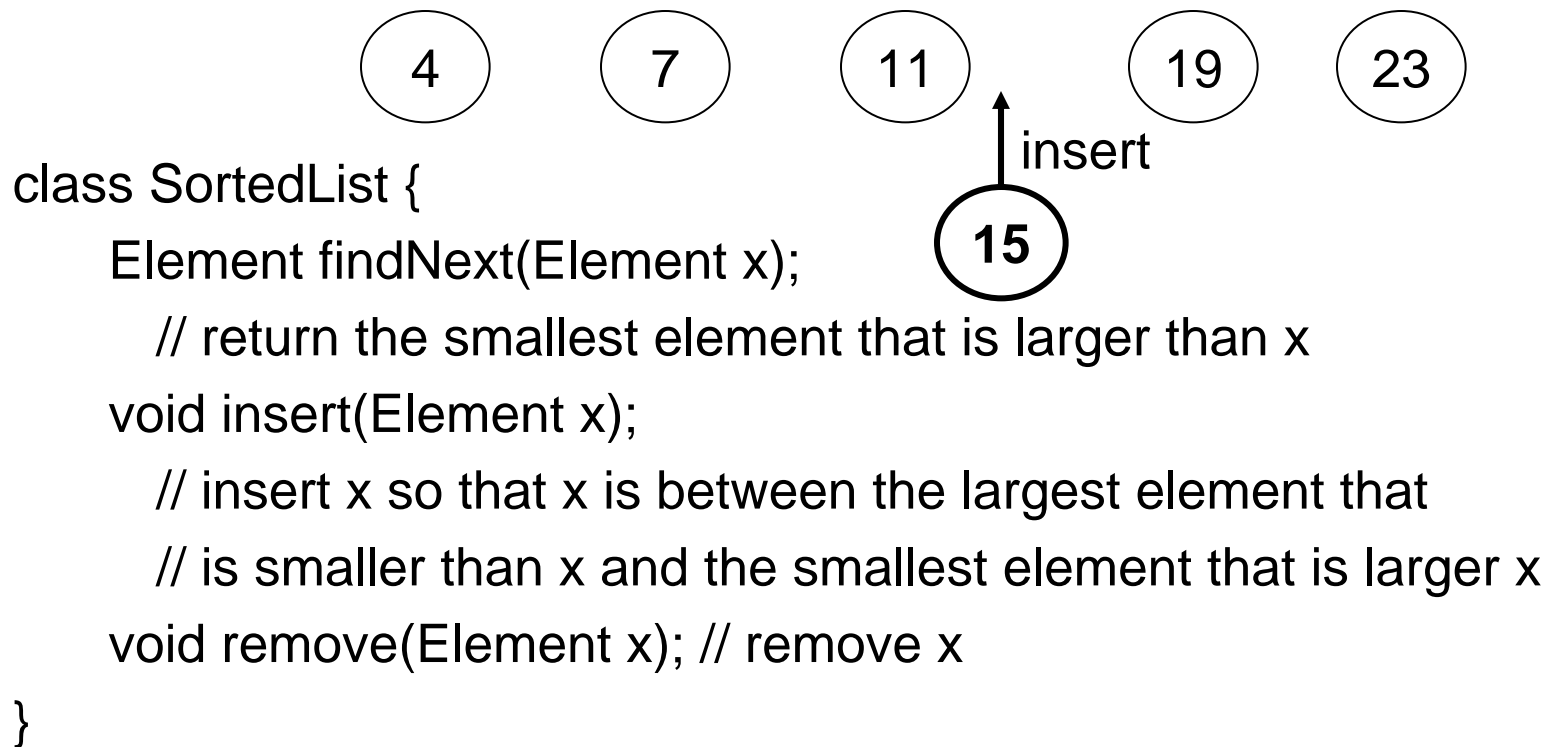 4 7 11 19 23
insert
class SortedList {
15
Element findNext(Element x);
// return the smallest element that is larger than x
void insert(Element x);
// insert x so that x is between the largest element that
// is smaller than x and the smallest element that is larger x
void remove(Element x); // remove x
}